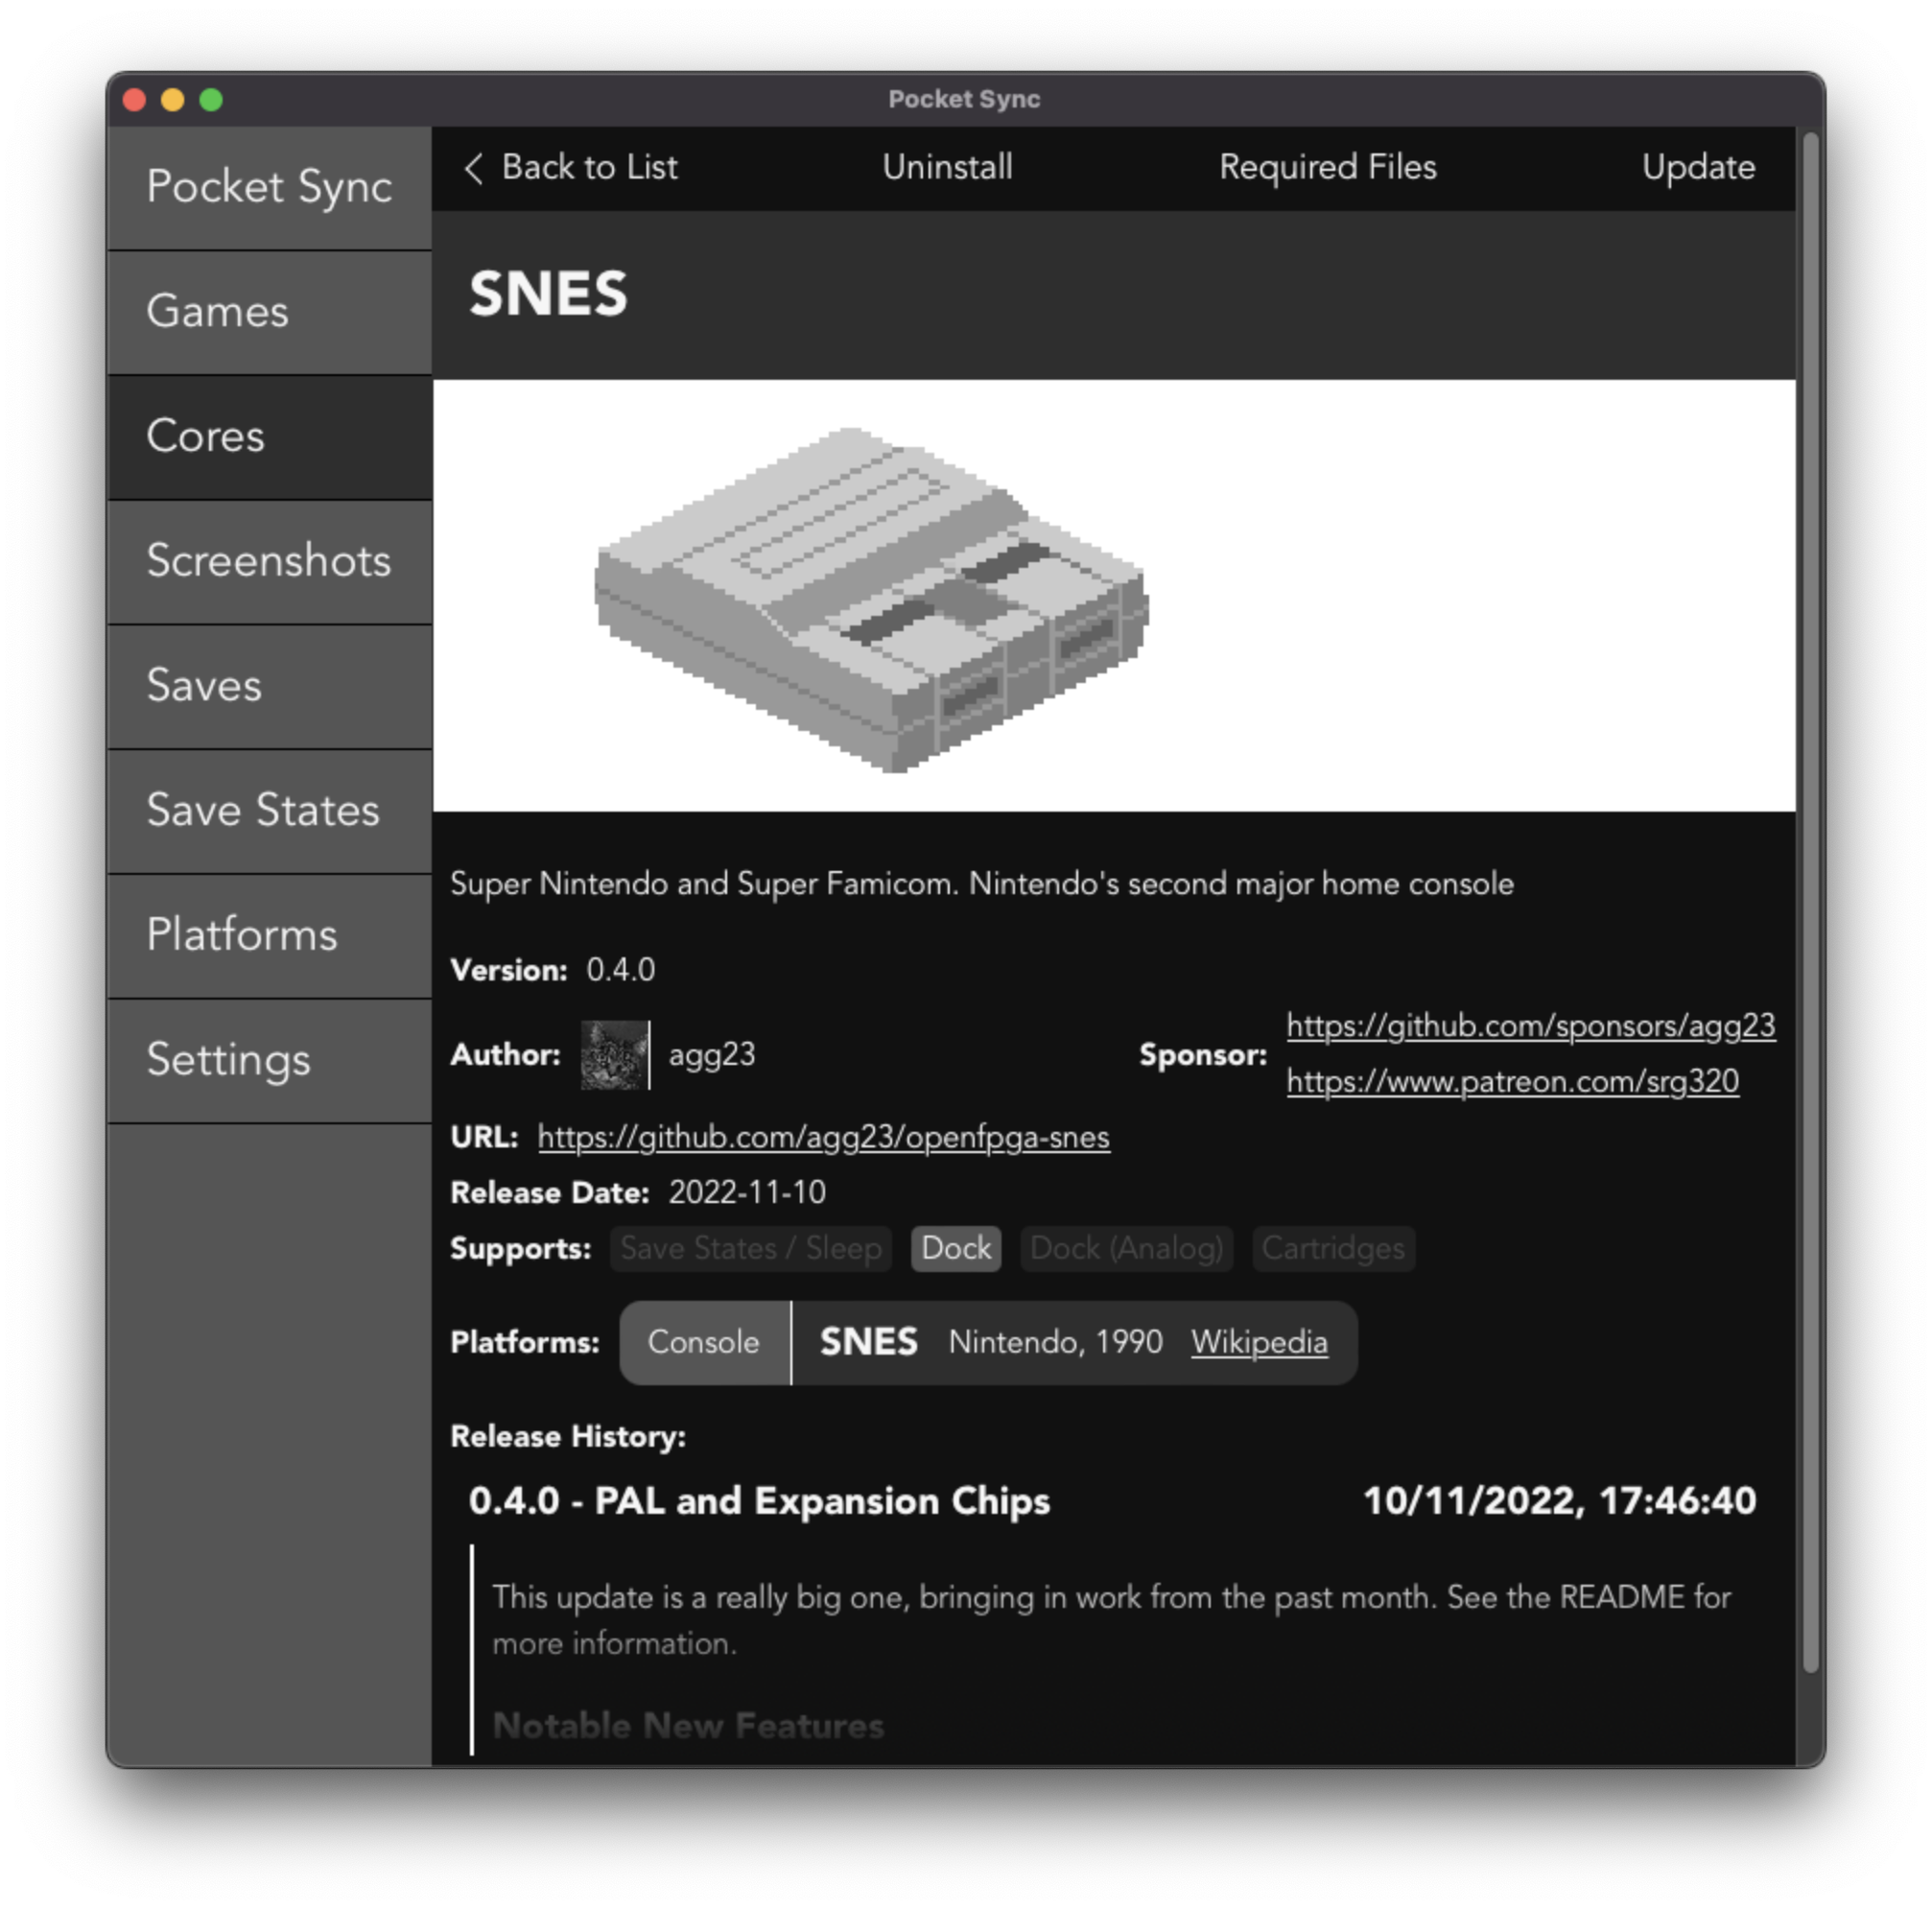 Pocket Sync
Pocket Sync
Games
Cores
Screenshots
Saves
Save States
Platforms
Settings
Back to List Uninstall Required Files Update
SNES
Super Nintendo and Super Famicom. Nintendo's second major home console
Version: 0.4.0
Author: agg23 Sponsor: https://github.com/sponsors/agg23
https://www.patreon.com/srg320
URL: https://github.com/agg23/openfpga-snes
Release Date: 2022-11-10
Supports: Save States / Sleep Dock Dock (Analog) Cartridges
Platforms: Console SNES Nintendo, 1990 Wikipedia
Release History:
0.4.0 - PAL and Expansion Chips 10/11/2022, 17:46:40
This update is a really big one, bringing in work from the past month. See the README for
more information.
Notable New Features